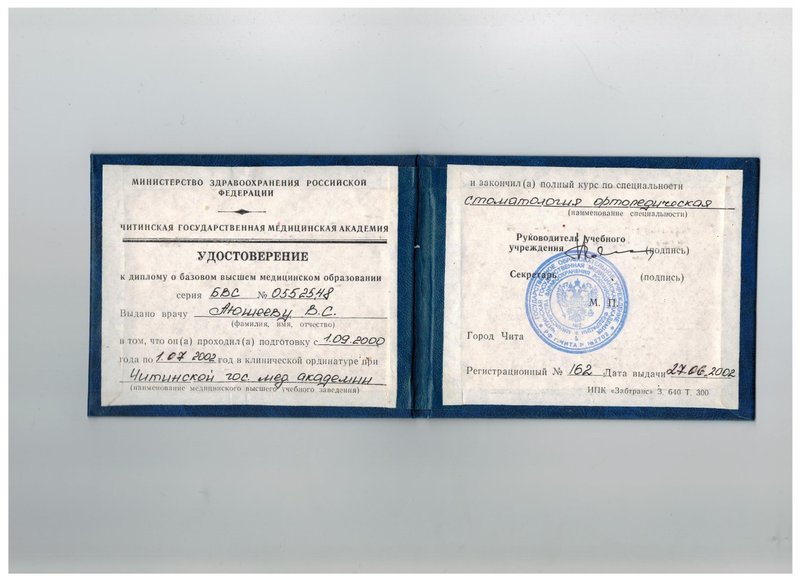 МИНИСТЕРСТВО ЗДРАВООХРАНЕНИЯ РОССИЙСКОЙ
ФЕДЕРАЦИИ
ЧИТИНСКАЯ ГОСУДАРСТВЕННАЯ МЕДИЦИНСКАЯ АКАДЕМИЯ
УДОСТОВЕРЕНИЕ
к диплому о базовом высшем медицинском образовании
серия БВС № 0552548
Выдано врачу Аюшееву В.С.
(фамилия, имя, отчество)
в том, что он(а) проходил(а) подготовку с 1.09.2000
года по 1.07 2002 год в клинической ординатуре при
Читинской гос. мед академии
(наименование медицинского высшего учебного заведения)
и закончил(а) полный курс по специальности
стоматология ортопедическая
(наименование специальности)
Руководитель учебного
учреждения (подпись)
Секретарь (подпись)
М. П.
Город Чита
Регистрационный № 162 Дата выдачи 27.06.2002
ИПК «Забтранс» З. 640 Т. 300